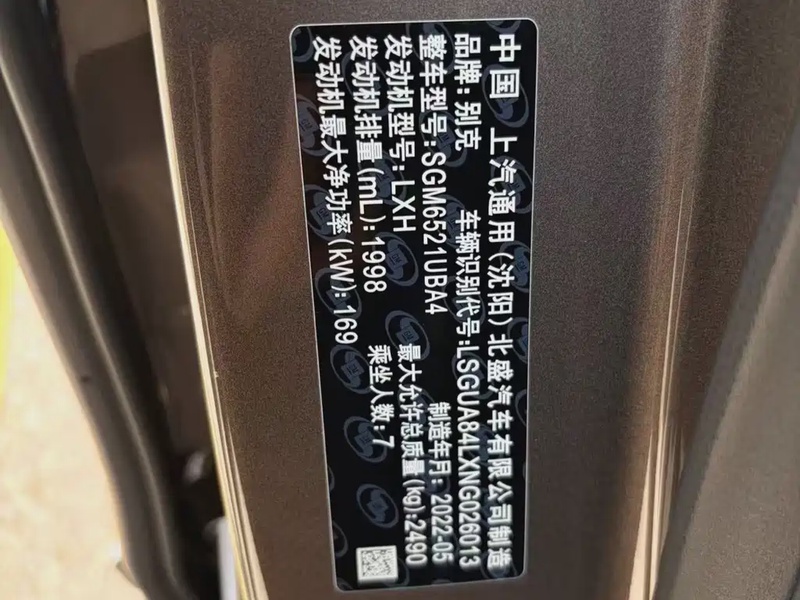 中国 上汽通用(沈阳)北盛汽车有限公司制造
品牌:别克 车辆识别代号:LSGUA84LXNG026013
整车型号:SGM6521UBA4 制造年月:2022-05
发动机型号:LXH 最大允许总质量(kg):2490
发动机排量(mL):1998 乘坐人数:7
发动机最大净功率(kW):169